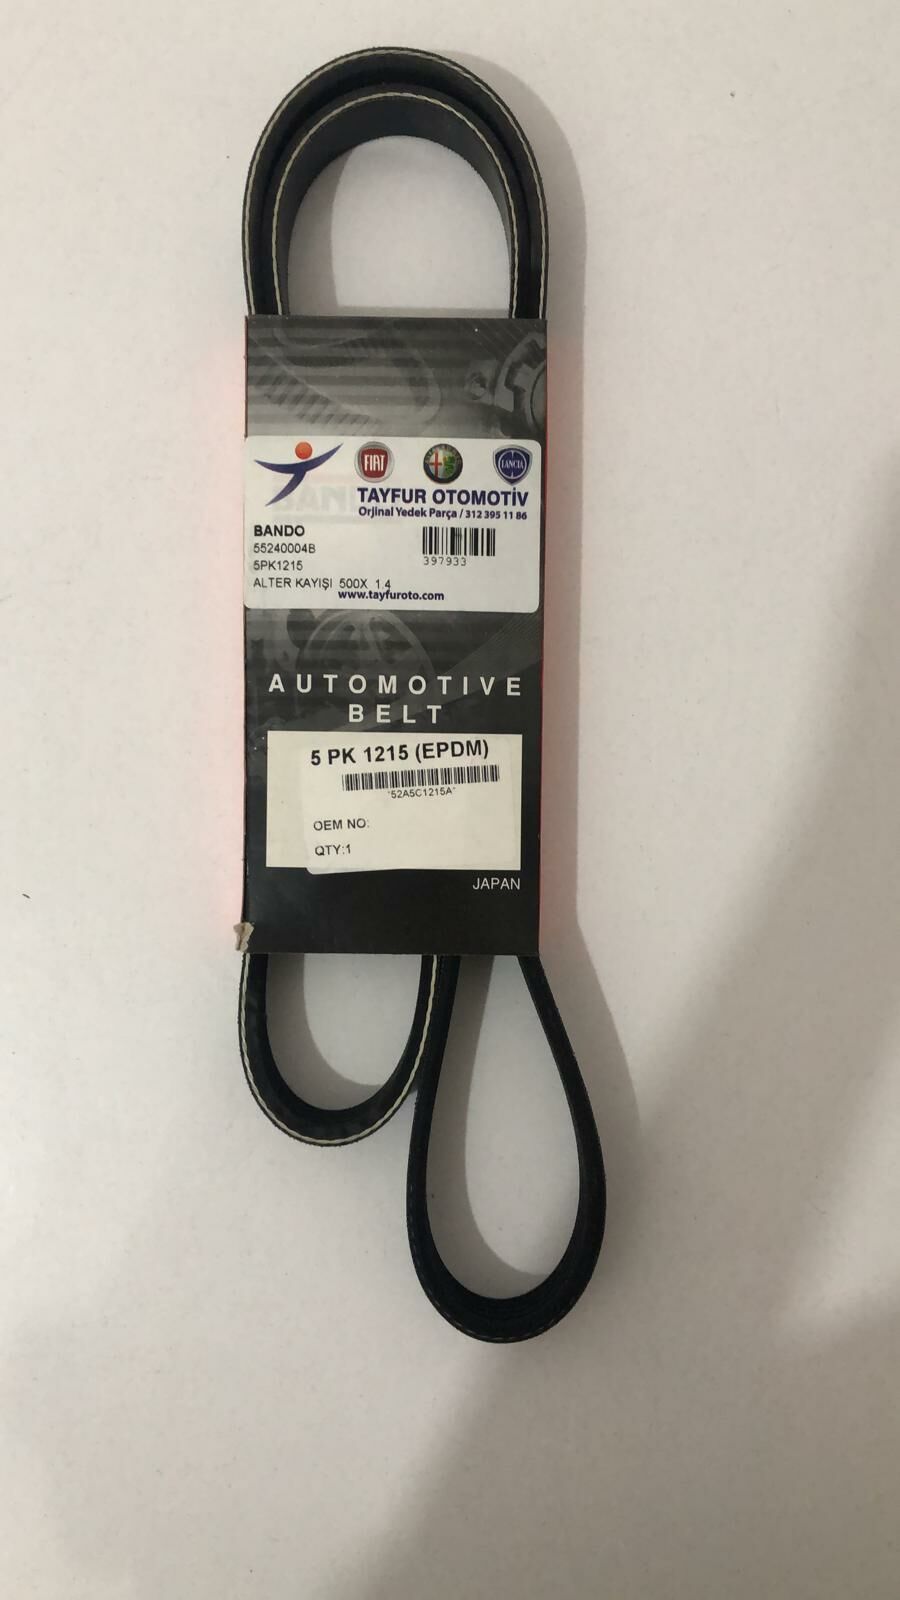 FIAT
LANCIA
TAYFUR OTOMOTİV
Orjinal Yedek Parça / 312 395 11 86
BANDO
55240004B
5PK1215
397933
ALTER KAYIŞI 500X 1.4
www.tayfuroto.com
AUTOMOTIVE
BELT
5 PK 1215 (EPDM)
*52A5C1215A*
OEM NO:
QTY:1
JAPAN